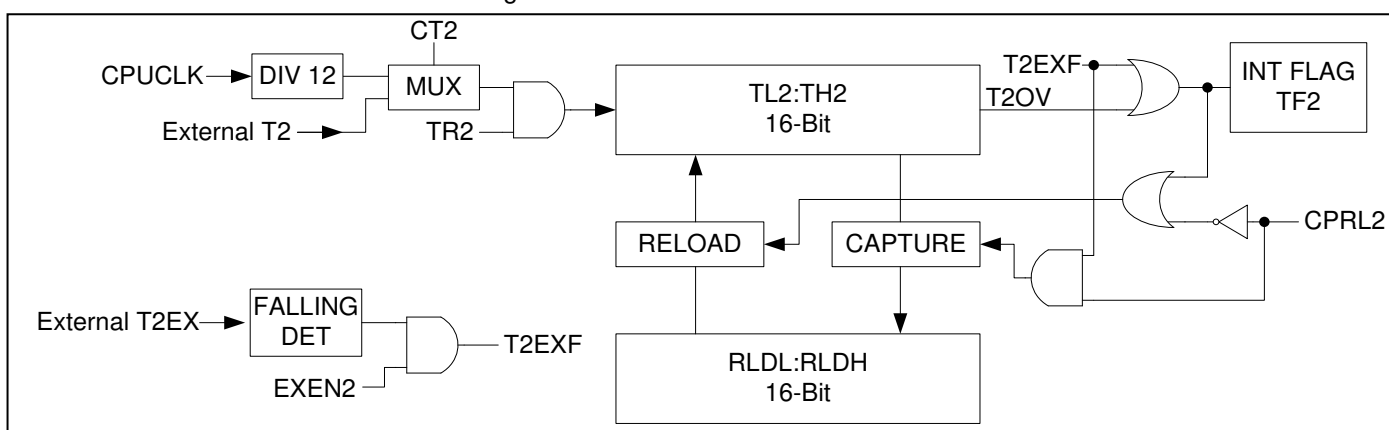 CT2
CPUCLK
DIV 12
MUX
External T2
TR2
TL2:TH2
16-Bit
T2EXF
T2OV
INT FLAG
TF2
RELOAD
CAPTURE
CPRL2
External T2EX
FALLING
DET
EXEN2
T2EXF
RLDL:RLDH
16-Bit